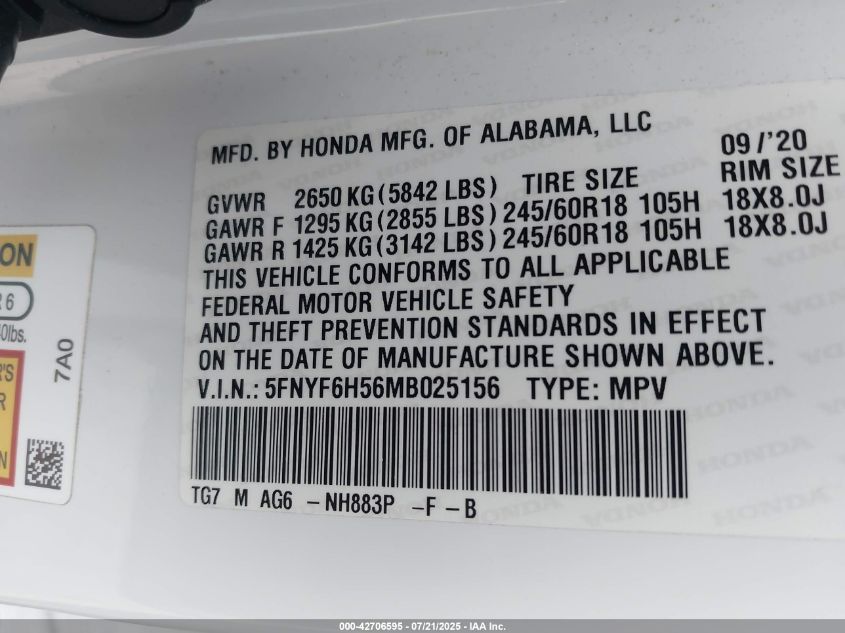 MFD. BY HONDA MFG. OF ALABAMA, LLC 09/'20
GVWR 2650 KG (5842 LBS) TIRE SIZE RIM SIZE
GAWR F 1295 KG (2855 LBS) 245/60R18 105H 18X8.0J
GAWR R 1425 KG (3142 LBS) 245/60R18 105H 18X8.0J
THIS VEHICLE CONFORMS TO ALL APPLICABLE
FEDERAL MOTOR VEHICLE SAFETY
AND THEFT PREVENTION STANDARDS IN EFFECT
ON THE DATE OF MANUFACTURE SHOWN ABOVE.
V.I.N.: 5FNYF6H56MB025156 TYPE: MPV
TG7 M AG6 -NH883P -F -B
7A0
000-42706595 - 07/21/2025 - IAA Inc.